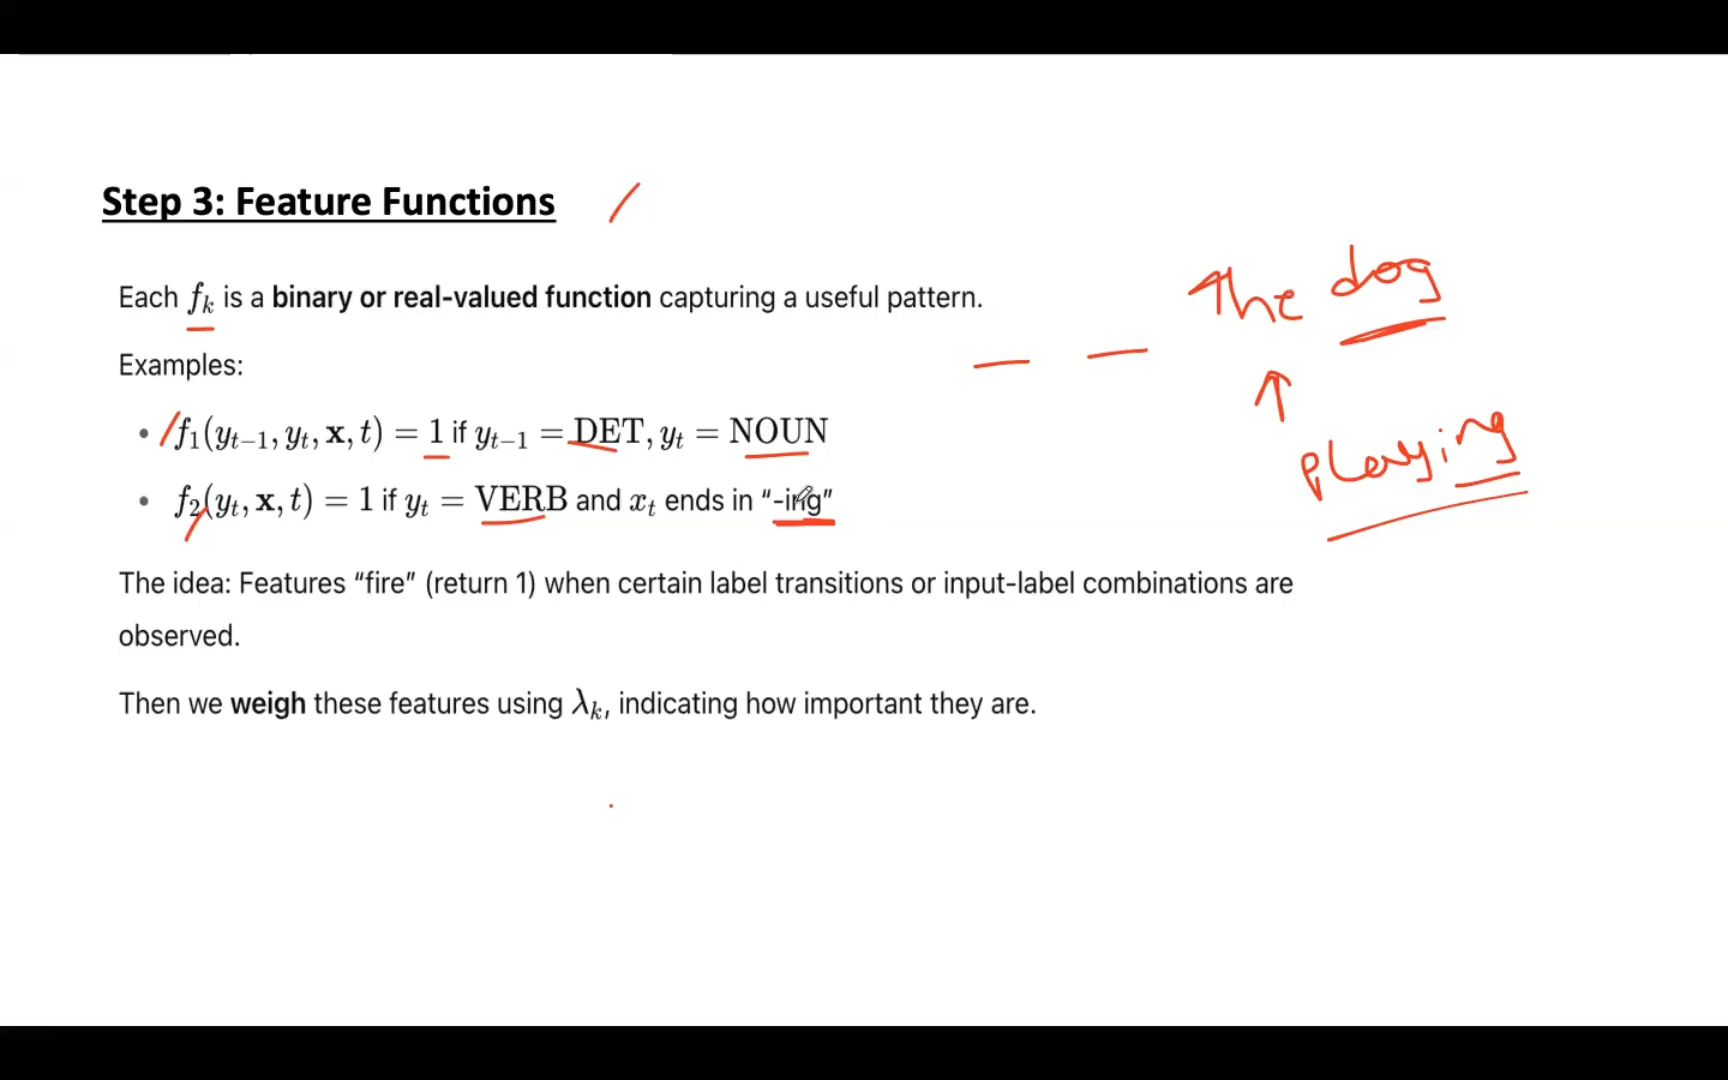 Step 3: Feature Functions
Each fₖ is a binary or real-valued function capturing a useful pattern.
Examples:
• f₁(yₜ₋₁, yₜ, x, t) = 1 if yₜ₋₁ = DET, yₜ = NOUN
• f₂(yₜ, x, t) = 1 if yₜ = VERB and xₜ ends in “-ing”
The idea: Features “fire” (return 1) when certain label transitions or input-label combinations are
observed.
Then we weigh these features using λₖ, indicating how important they are.
The dog
playing